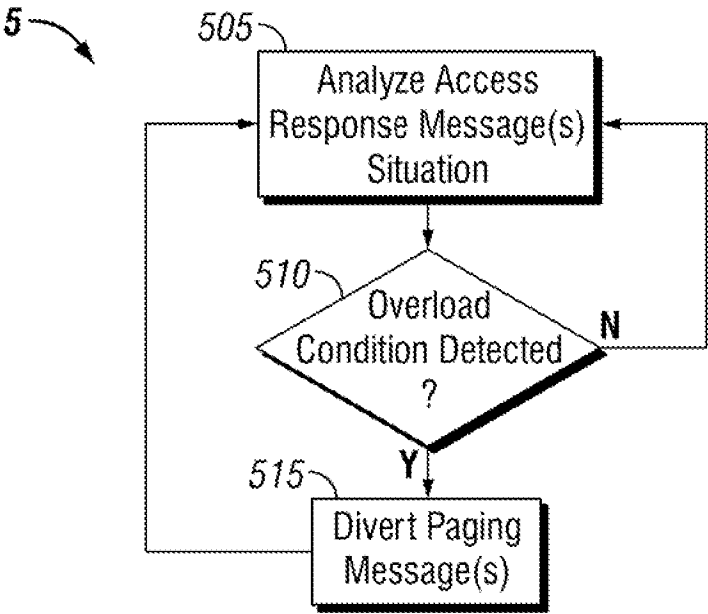 5
505
Analyze Access
Response Message(s)
Situation
510
Overload
Condition Detected
?
N
Y
515
Divert Paging
Message(s)